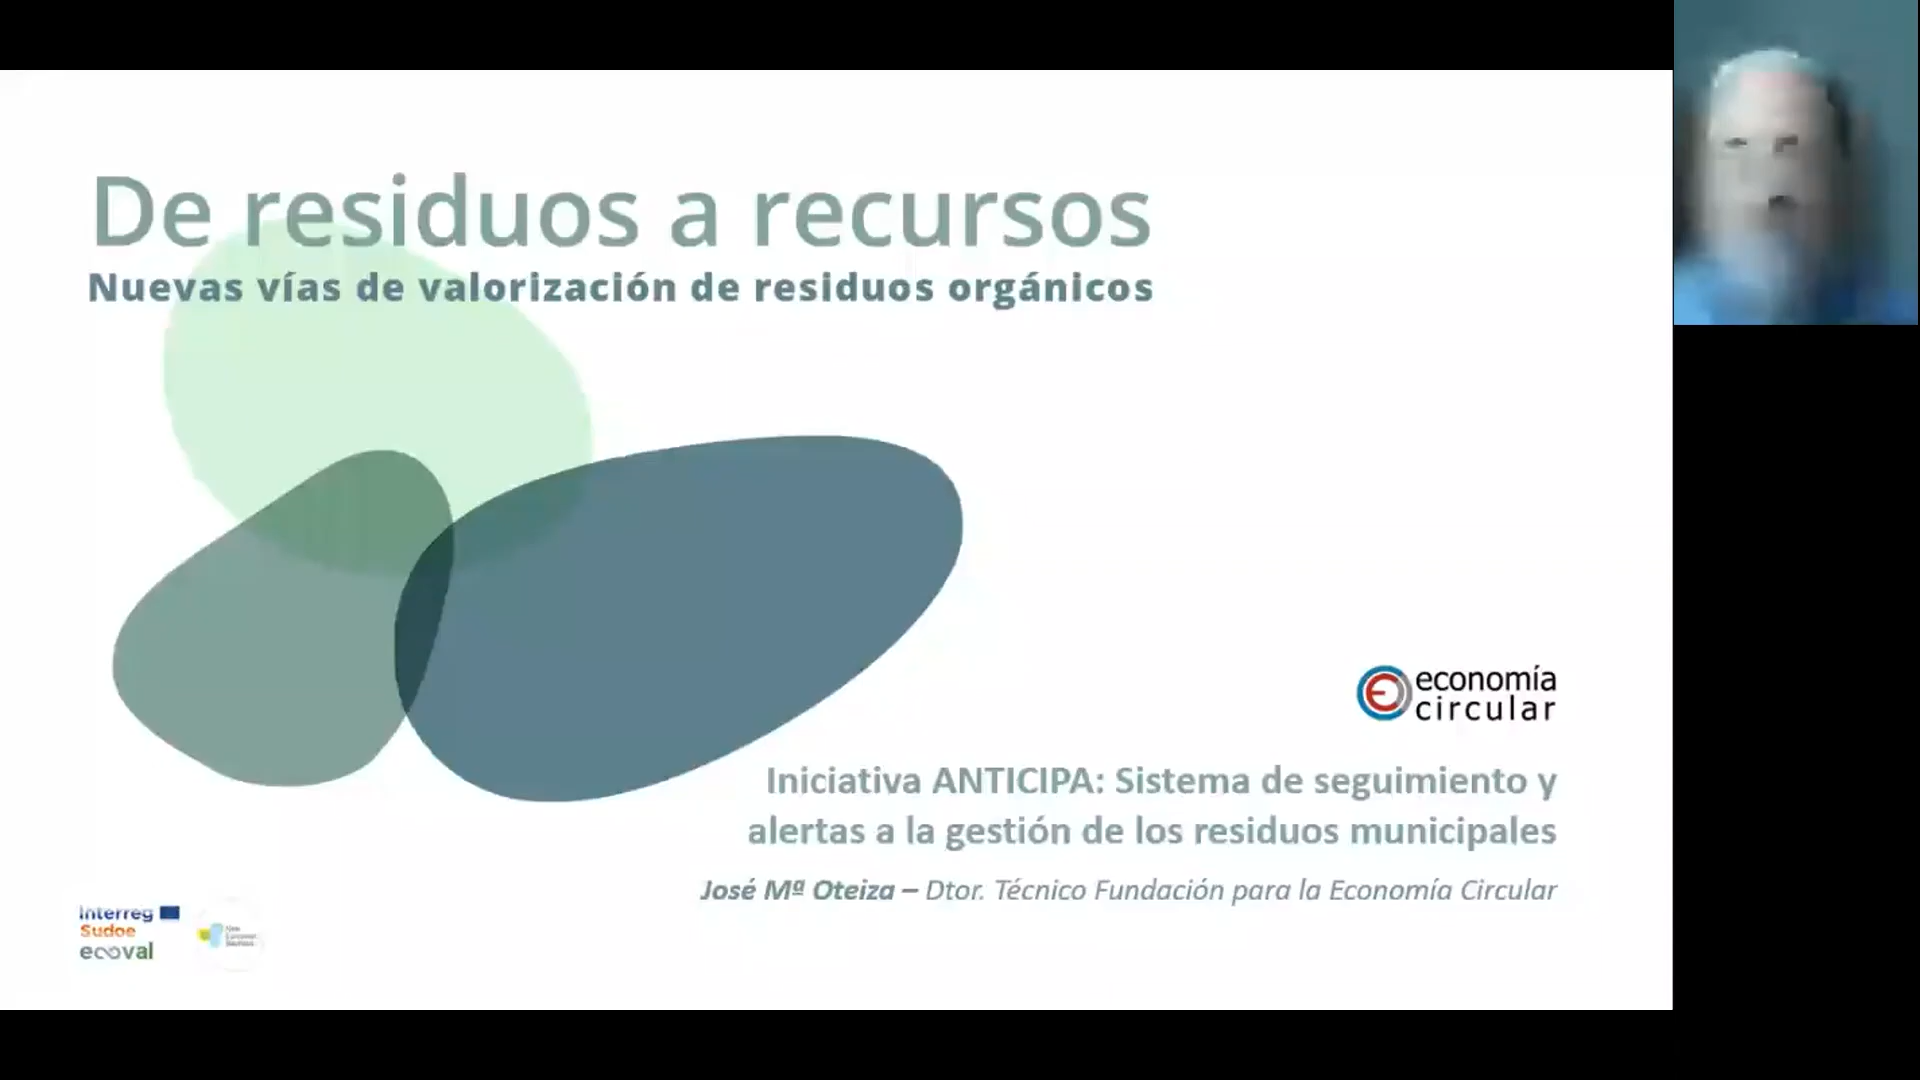 De residuos a recursos
Nuevas vías de valorización de residuos orgánicos
economía
circular
Iniciativa ANTICIPA: Sistema de seguimiento y
alertas a la gestión de los residuos municipales
José Mª Oteiza – Dtor. Técnico Fundación para la Economía Circular
Interreg
Sudoe
ecoval